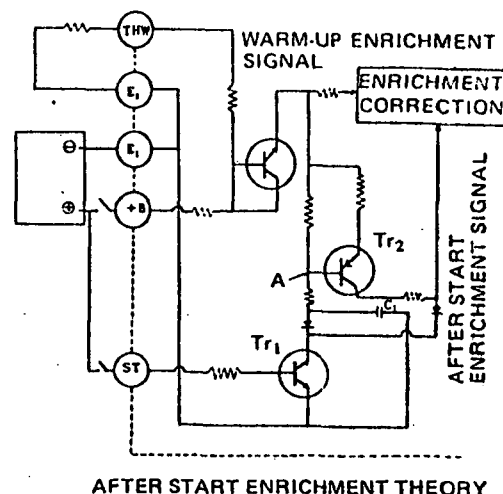 THW
WARM-UP ENRICHMENT
SIGNAL
E₁
ENRICHMENT
CORRECTION
⊖
E₁
⊕
+B
Tr₂
A
C₁
AFTER START
ENRICHMENT SIGNAL
Tr₁
ST
AFTER START ENRICHMENT THEORY